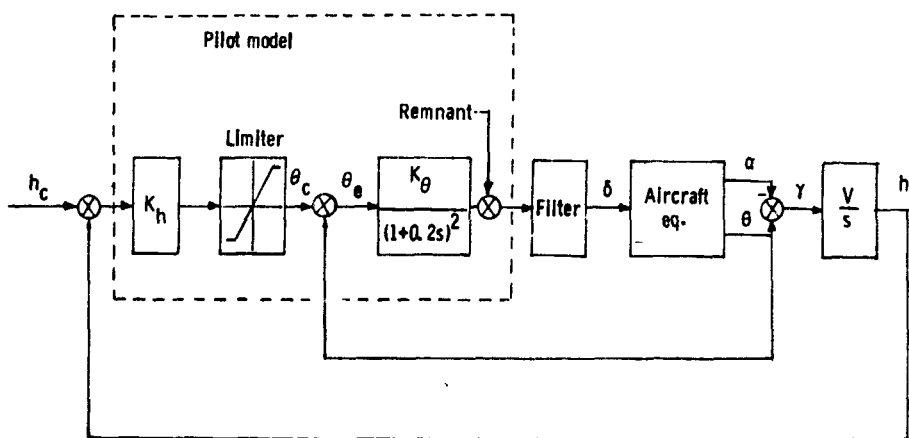 Pilot model
Remnant
Limiter
h_c
K_h
θ_c
θ_e
K_θ
(1+0.2s)^2
Filter
δ
Aircraft
eq.
α
θ
−
γ
V
s
h